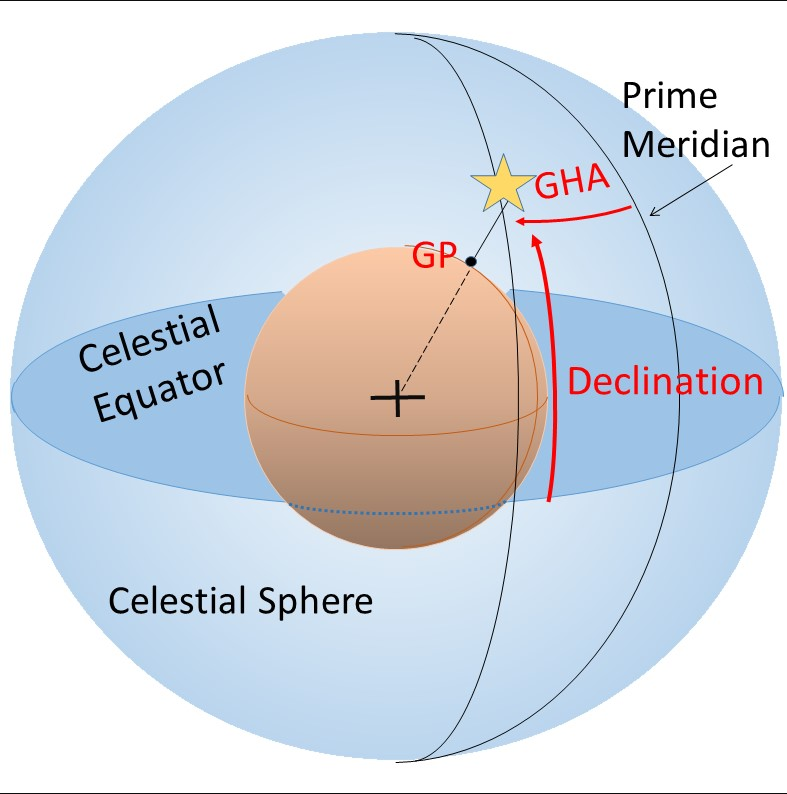 Prime
Meridian
GHA
GP
Celestial
Equator
Declination
Celestial Sphere